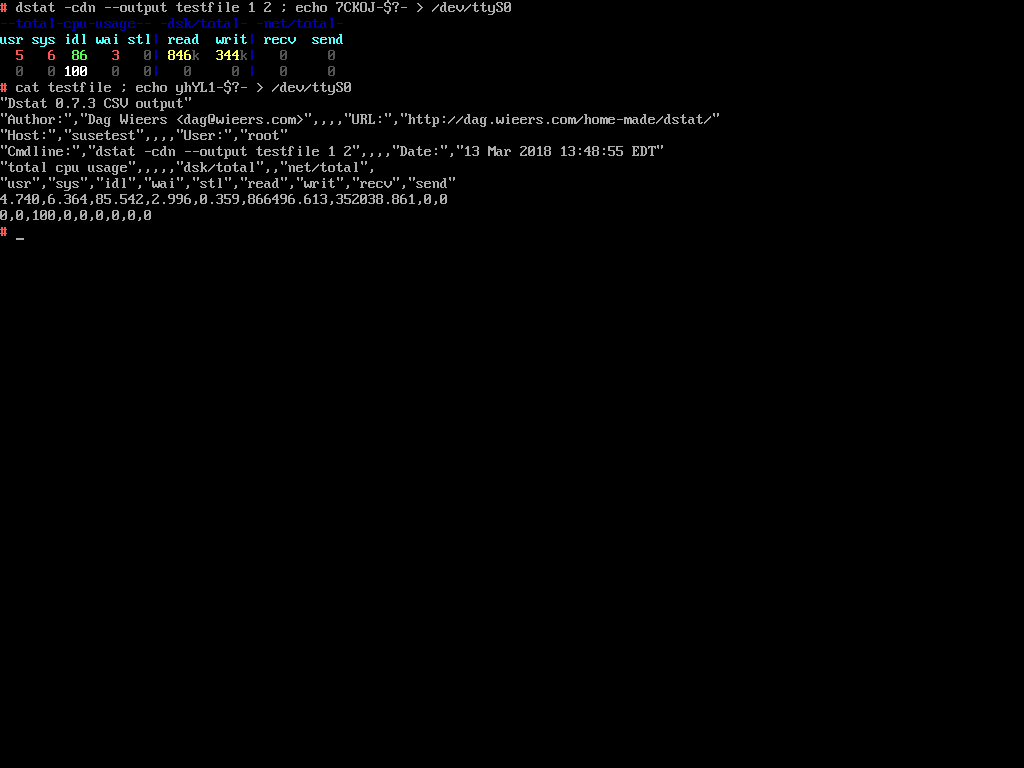 # dstat -cdn --output testfile 1 2 ; echo 7CKOJ-$?- > /dev/ttyS0
--total-cpu-usage-- -dsk/total- -net/total-
usr sys idl wai stl| read  writ| recv  send
  5   6  86   3   0| 846k  344k|   0     0
  0   0 100   0   0|   0     0 |   0     0
# cat testfile ; echo yhYL1-$?- > /dev/ttyS0
"Dstat 0.7.3 CSV output"
"Author:","Dag Wieers <dag@wieers.com>",,,,"URL:","http://dag.wieers.com/home-made/dstat/"
"Host:","susetest",,,,"User:","root"
"Cmdline:","dstat -cdn --output testfile 1 2",,,,"Date:","13 Mar 2018 13:48:55 EDT"
"total cpu usage",,,,,"dsk/total",,"net/total",
"usr","sys","idl","wai","stl","read","writ","recv","send"
4.740,6.364,85.542,2.996,0.359,866496.613,352038.861,0,0
0,0,100,0,0,0,0,0,0
# _